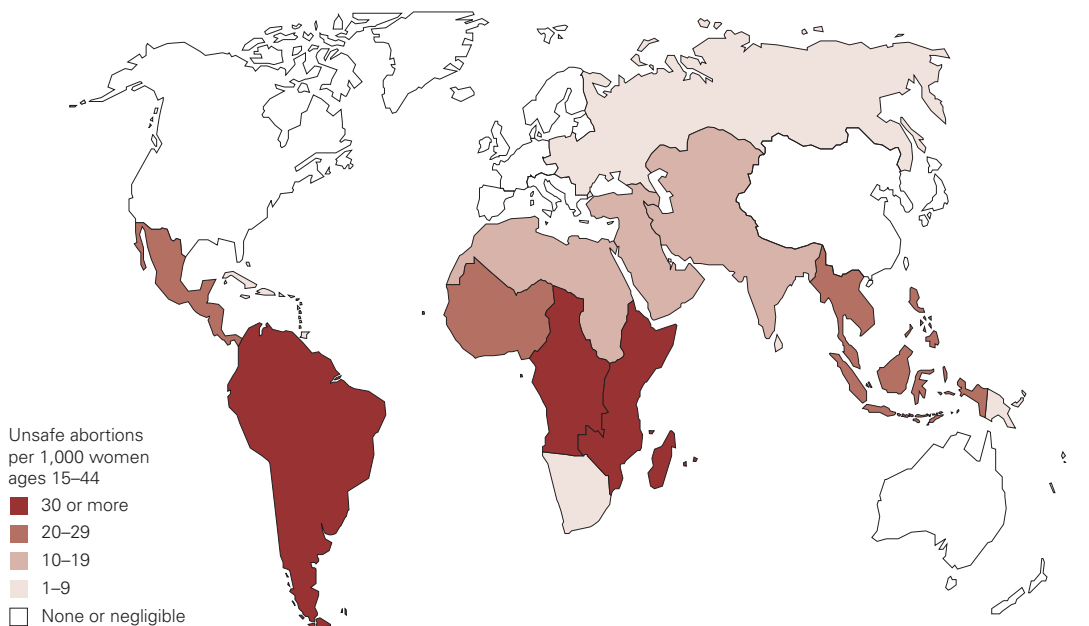 Unsafe abortions
per 1,000 women
ages 15–44
30 or more
20–29
10–19
1–9
None or negligible